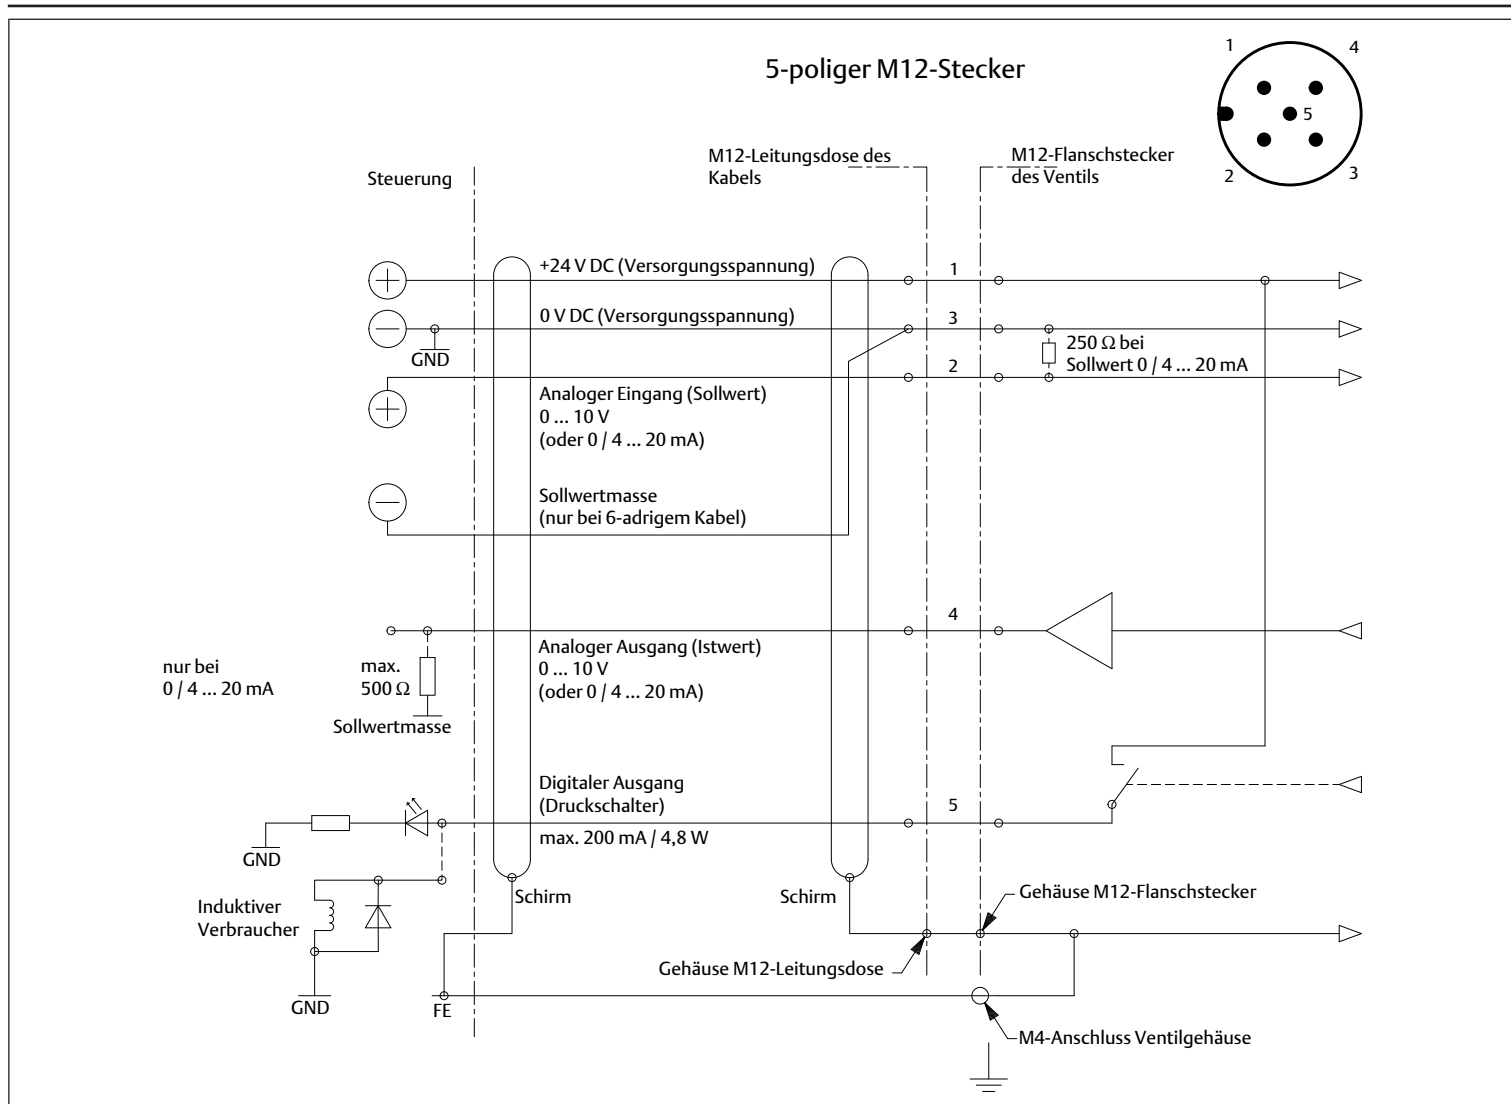 5-poliger M12-Stecker
1
4
5
2
3
Steuerung
M12-Leitungsdose des
Kabels
M12-Flanschstecker
des Ventils
+24 V DC (Versorgungsspannung)
1
0 V DC (Versorgungsspannung)
3
GND
250 Ω bei
Sollwert 0 / 4 ... 20 mA
2
Analoger Eingang (Sollwert)
0 ... 10 V
(oder 0 / 4 ... 20 mA)
Sollwertmasse
(nur bei 6-adrigem Kabel)
4
nur bei
0 / 4 ... 20 mA
max.
500 Ω
Sollwertmasse
Analoger Ausgang (Istwert)
0 ... 10 V
(oder 0 / 4 ... 20 mA)
Digitaler Ausgang
(Druckschalter)
max. 200 mA / 4,8 W
5
GND
Induktiver
Verbraucher
GND
Schirm
Schirm
Gehäuse M12-Flanschstecker
Gehäuse M12-Leitungsdose
FE
M4-Anschluss Ventilgehäuse